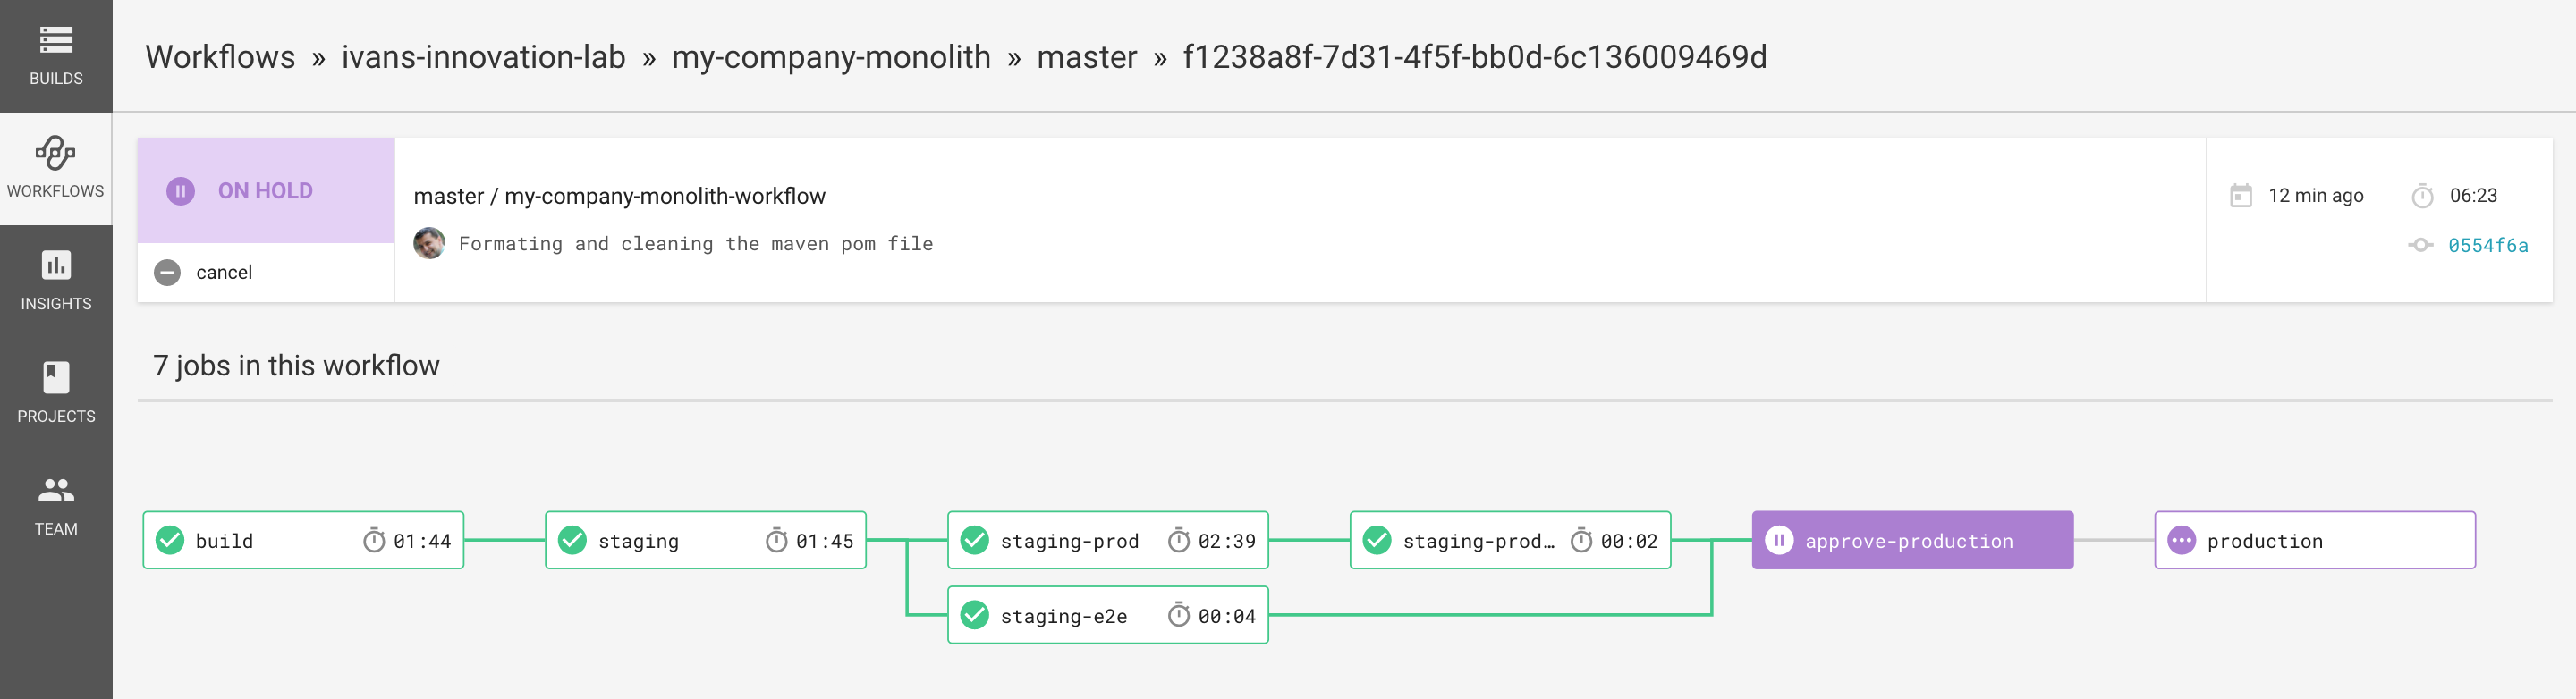 BUILDS
WORKFLOWS
INSIGHTS
PROJECTS
TEAM
Workflows » ivans-innovation-lab » my-company-monolith » master » f1238a8f-7d31-4f5f-bb0d-6c136009469d
ON HOLD
cancel
master / my-company-monolith-workflow
Formating and cleaning the maven pom file
12 min ago 06:23
0554f6a
7 jobs in this workflow
build 01:44
staging 01:45
staging-prod 02:39
staging-prod… 00:02
approve-production
production
staging-e2e 00:04